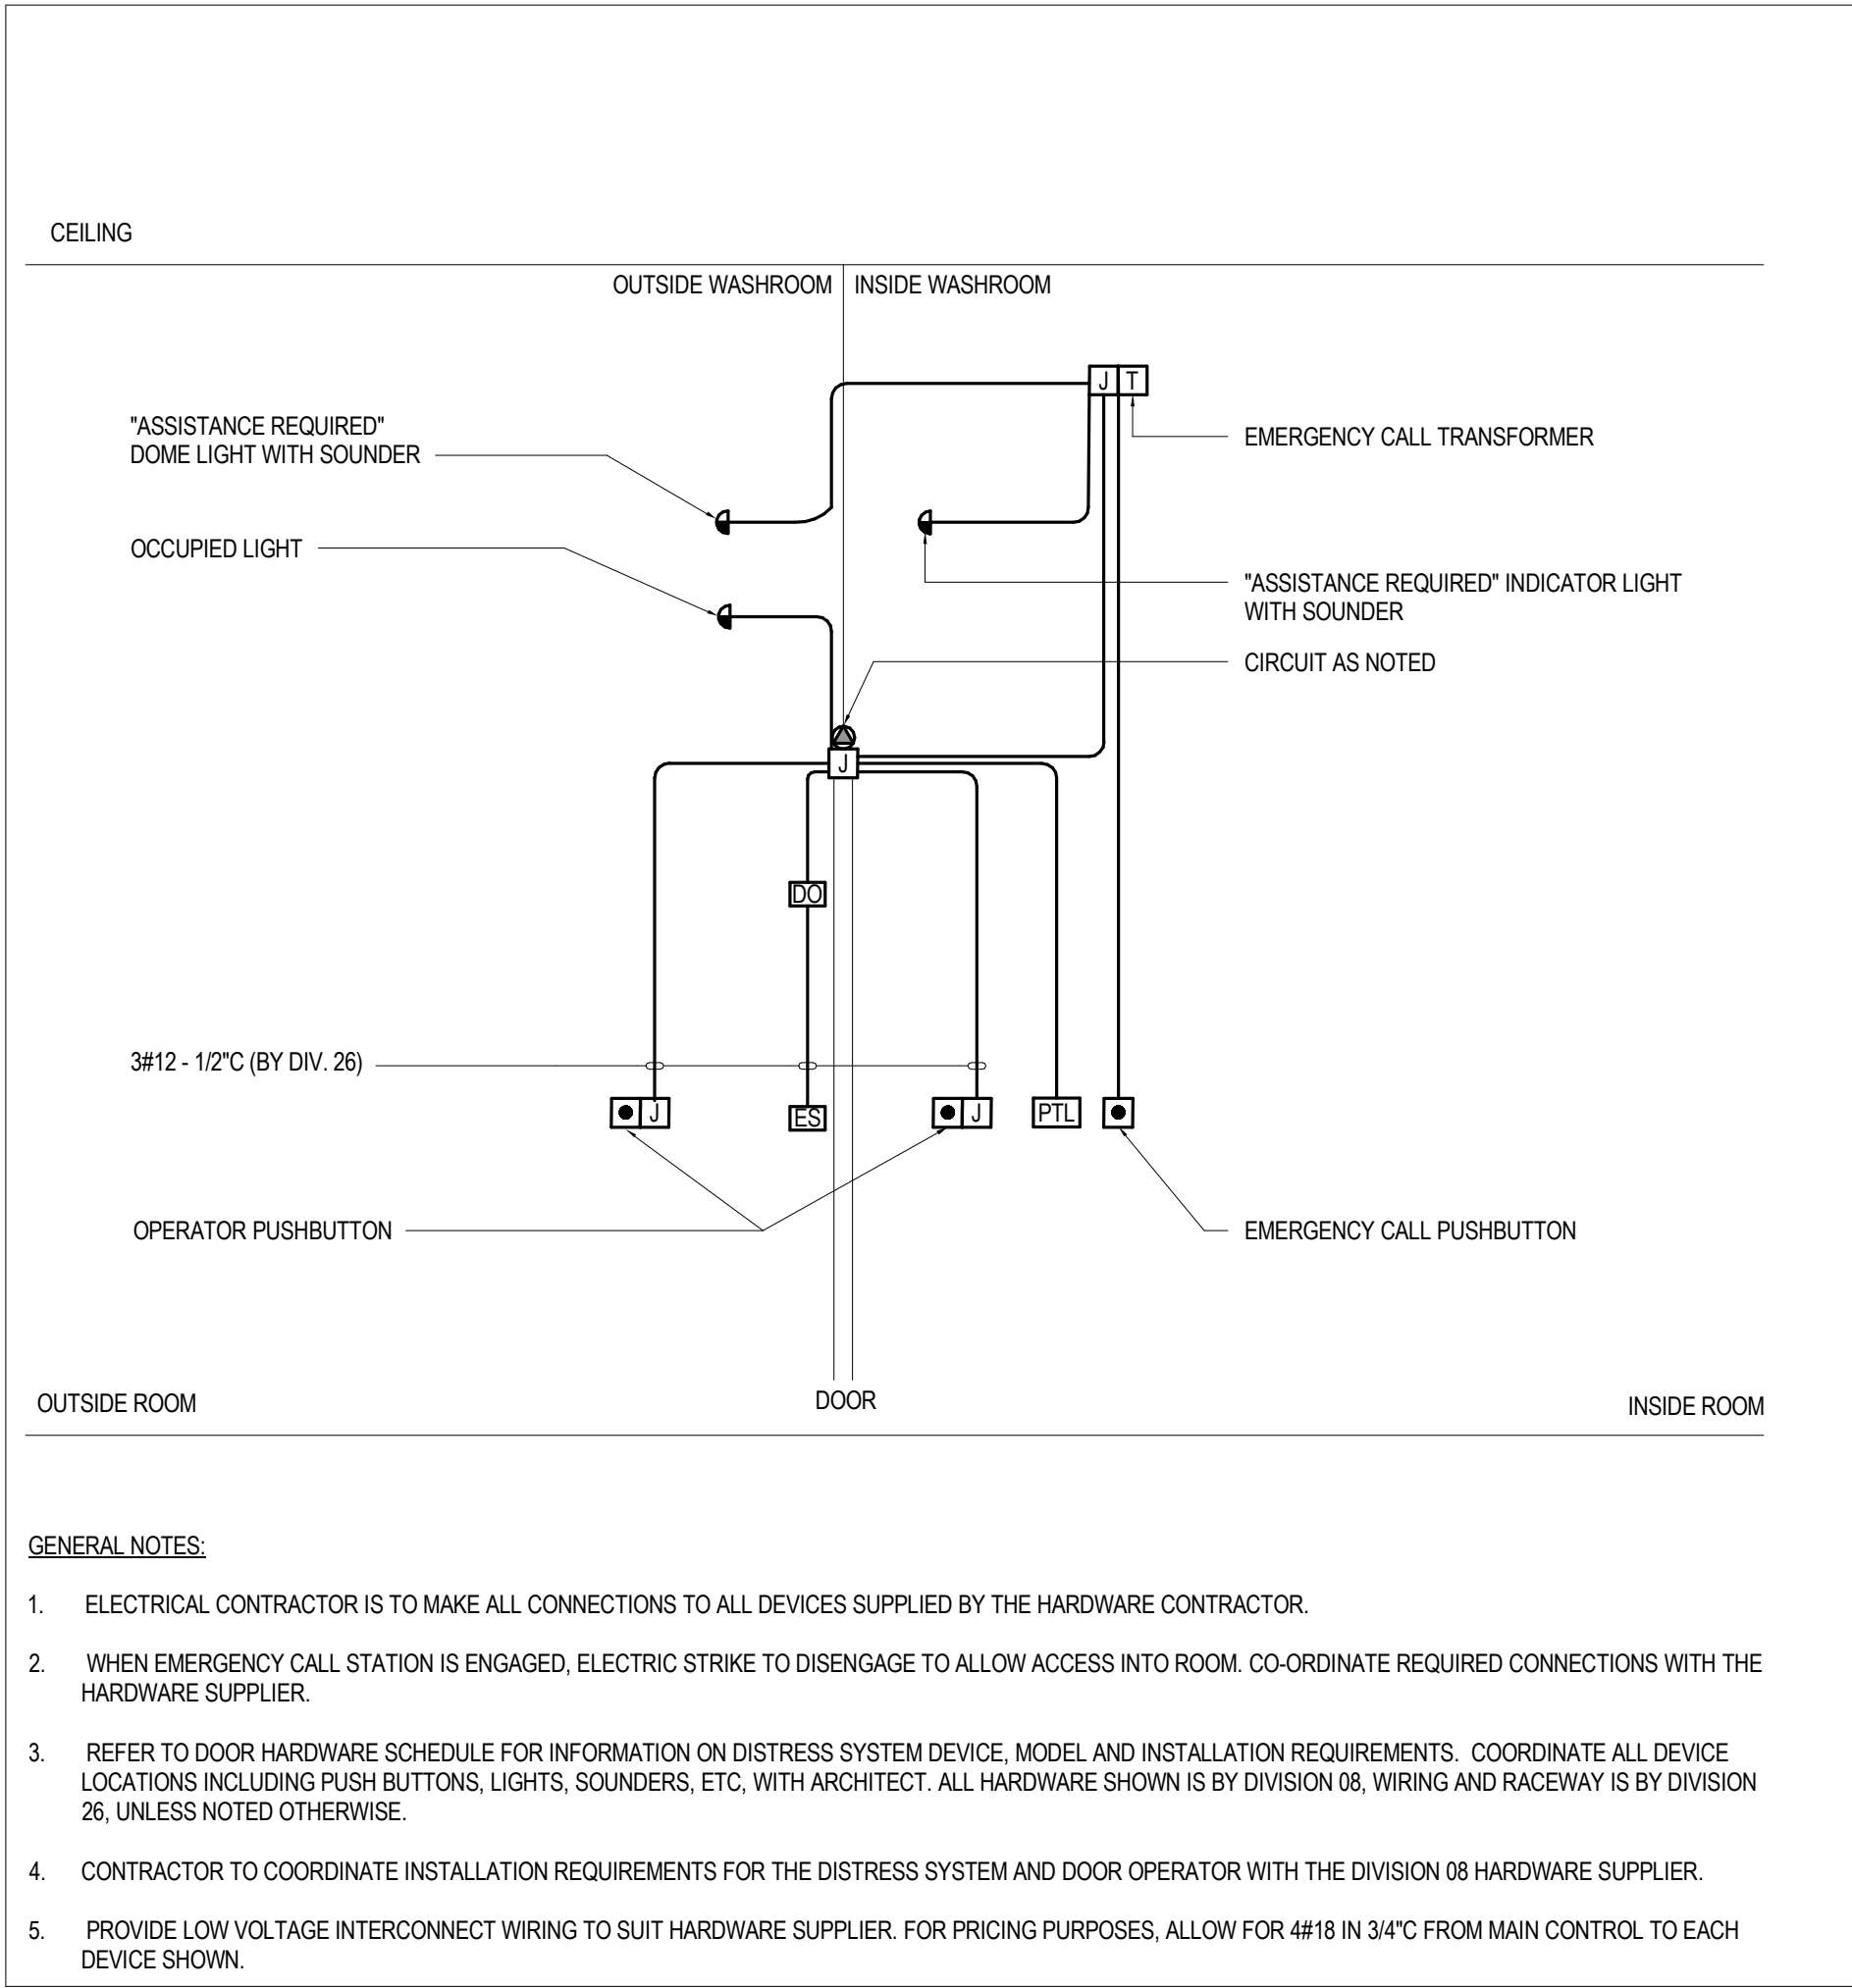 CEILING
OUTSIDE WASHROOM
INSIDE WASHROOM
J
T
"ASSISTANCE REQUIRED"
DOME LIGHT WITH SOUNDER
EMERGENCY CALL TRANSFORMER
OCCUPIED LIGHT
"ASSISTANCE REQUIRED" INDICATOR LIGHT
WITH SOUNDER
CIRCUIT AS NOTED
J
DO
3#12 - 1/2"C (BY DIV. 26)
J
ES
J
PTL
OPERATOR PUSHBUTTON
EMERGENCY CALL PUSHBUTTON
OUTSIDE ROOM
DOOR
INSIDE ROOM
GENERAL NOTES:
1. ELECTRICAL CONTRACTOR IS TO MAKE ALL CONNECTIONS TO ALL DEVICES SUPPLIED BY THE HARDWARE CONTRACTOR.
2. WHEN EMERGENCY CALL STATION IS ENGAGED, ELECTRIC STRIKE TO DISENGAGE TO ALLOW ACCESS INTO ROOM. CO-ORDINATE REQUIRED CONNECTIONS WITH THE
HARDWARE SUPPLIER.
3. REFER TO DOOR HARDWARE SCHEDULE FOR INFORMATION ON DISTRESS SYSTEM DEVICE, MODEL AND INSTALLATION REQUIREMENTS. COORDINATE ALL DEVICE
LOCATIONS INCLUDING PUSH BUTTONS, LIGHTS, SOUNDERS, ETC, WITH ARCHITECT. ALL HARDWARE SHOWN IS BY DIVISION 08, WIRING AND RACEWAY IS BY DIVISION
26, UNLESS NOTED OTHERWISE.
4. CONTRACTOR TO COORDINATE INSTALLATION REQUIREMENTS FOR THE DISTRESS SYSTEM AND DOOR OPERATOR WITH THE DIVISION 08 HARDWARE SUPPLIER.
5. PROVIDE LOW VOLTAGE INTERCONNECT WIRING TO SUIT HARDWARE SUPPLIER. FOR PRICING PURPOSES, ALLOW FOR 4#18 IN 3/4"C FROM MAIN CONTROL TO EACH
DEVICE SHOWN.